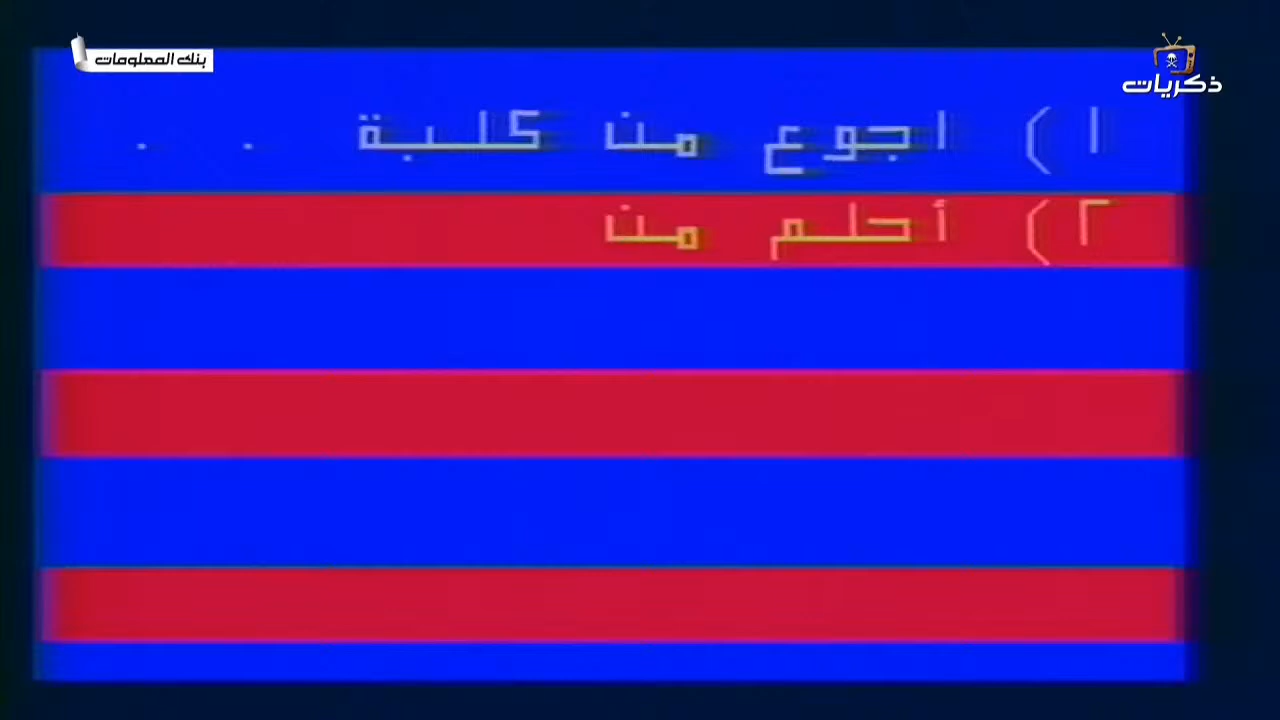 بنك المعلومات
ذكريات
١) اجوع من كلبة . .
٢) أحلم من